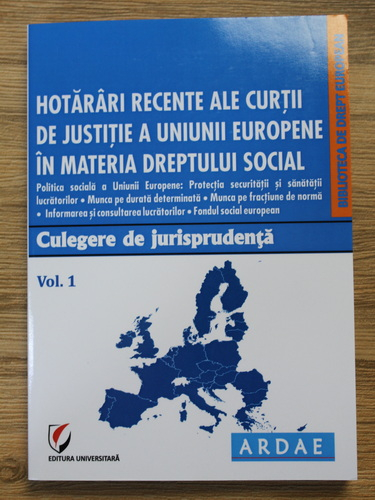 BIBLIOTECA DE DREPT EUROPEAN
HOTĂRÂRI RECENTE ALE CURȚII
DE JUSTIȚIE A UNIUNII EUROPENE
ÎN MATERIA DREPTULUI SOCIAL
Politica socială a Uniunii Europene: Protecția securității și sănătății
lucrătorilor • Munca pe durată determinată • Munca pe fracțiune de normă
• Informarea și consultarea lucrătorilor • Fondul social european
Culegere de jurisprudență
Vol. 1
EDITURA UNIVERSITARĂ
ARDAE